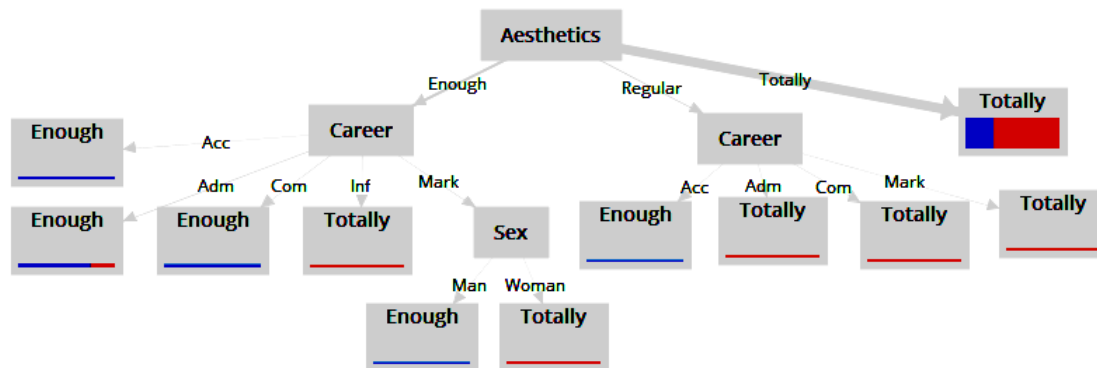 Aesthetics
Enough
Regular
Totally
Totally
Enough
Career
Career
Acc
Adm
Com
Inf
Mark
Acc
Adm
Com
Mark
Enough
Enough
Totally
Sex
Enough
Totally
Totally
Totally
Man
Woman
Enough
Totally